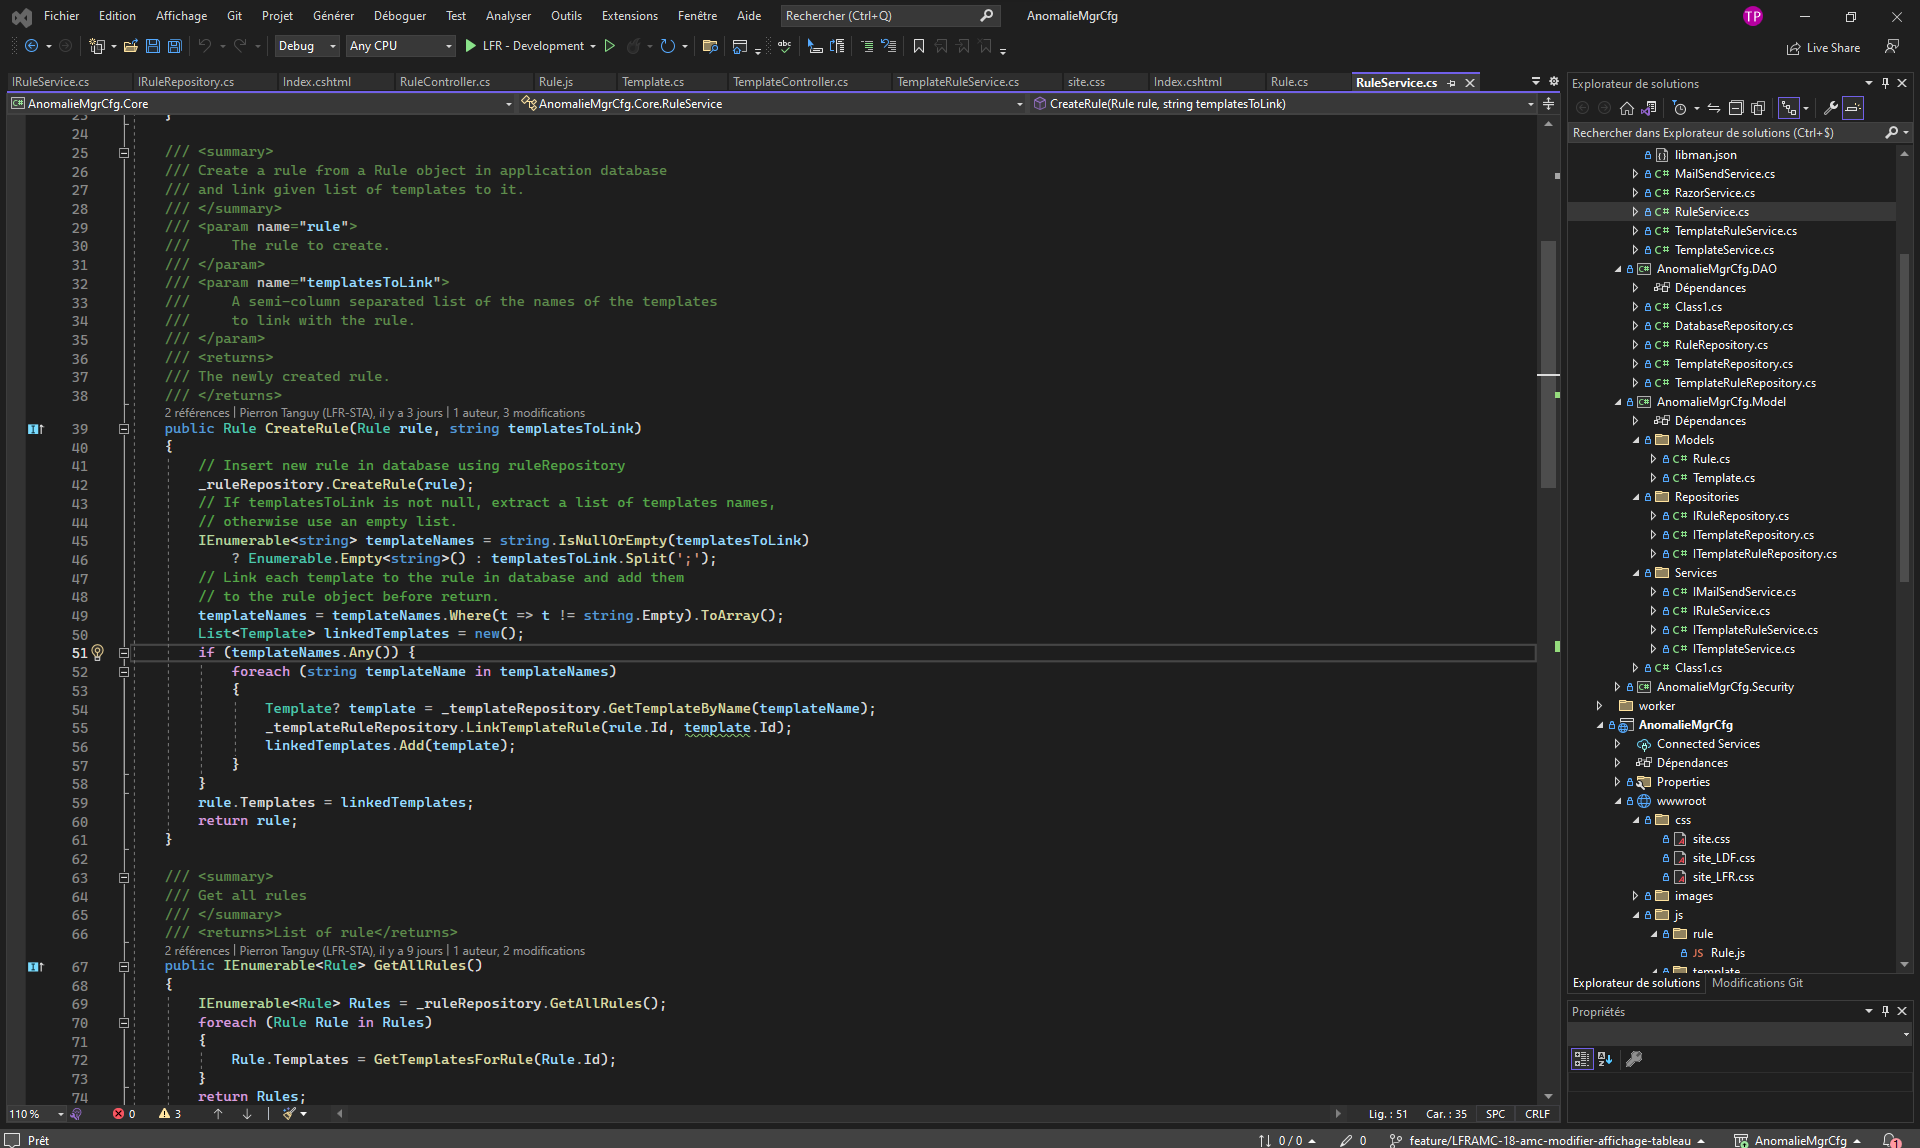 Fichier Edition Affichage Git Projet Générer Déboguer Test Analyser Outils Extensions Fenêtre Aide Rechercher (Ctrl+Q) AnomalieMgrCfg TP
Debug Any CPU LFR - Development Live Share
IRuleService.cs IRuleRepository.cs Index.cshtml RuleController.cs Rule.js Template.cs TemplateController.cs TemplateRuleService.cs site.css Index.cshtml Rule.cs RuleService.cs
AnomalieMgrCfg.Core AnomalieMgrCfg.Core.RuleService CreateRule(Rule rule, string templatesToLink)
23 }
24
25 /// <summary>
26 /// Create a rule from a Rule object in application database
27 /// and link given list of templates to it.
28 /// </summary>
29 /// <param name="rule">
30 ///     The rule to create.
31 /// </param>
32 /// <param name="templatesToLink">
33 ///     A semi-column separated list of the names of the templates
34 ///     to link with the rule.
35 /// </param>
36 /// <returns>
37 /// The newly created rule.
38 /// </returns>
2 références | Pierron Tanguy (LFR-STA), il y a 3 jours | 1 auteur, 3 modifications
39 public Rule CreateRule(Rule rule, string templatesToLink)
40 {
41     // Insert new rule in database using ruleRepository
42     _ruleRepository.CreateRule(rule);
43     // If templatesToLink is not null, extract a list of templates names,
44     // otherwise use an empty list.
45     IEnumerable<string> templateNames = string.IsNullOrEmpty(templatesToLink)
46         ? Enumerable.Empty<string>() : templatesToLink.Split(';');
47     // Link each template to the rule in database and add them
48     // to the rule object before return.
49     templateNames = templateNames.Where(t => t != string.Empty).ToArray();
50     List<Template> linkedTemplates = new();
51     if (templateNames.Any()) {
52         foreach (string templateName in templateNames)
53         {
54             Template? template = _templateRepository.GetTemplateByName(templateName);
55             _templateRuleRepository.LinkTemplateRule(rule.Id, template.Id);
56             linkedTemplates.Add(template);
57         }
58     }
59     rule.Templates = linkedTemplates;
60     return rule;
61 }
62
63 /// <summary>
64 /// Get all rules
65 /// </summary>
66 /// <returns>List of rule</returns>
2 références | Pierron Tanguy (LFR-STA), il y a 9 jours | 1 auteur, 2 modifications
67 public IEnumerable<Rule> GetAllRules()
68 {
69     IEnumerable<Rule> Rules = _ruleRepository.GetAllRules();
70     foreach (Rule Rule in Rules)
71     {
72         Rule.Templates = GetTemplatesForRule(Rule.Id);
73     }
74     return Rules;
110 % 0 3 Lig. : 51 Car. : 35 SPC CRLF
Explorateur de solutions
Rechercher dans Explorateur de solutions (Ctrl+$)
libman.json
C# MailSendService.cs
C# RazorService.cs
C# RuleService.cs
C# TemplateRuleService.cs
C# TemplateService.cs
C# AnomalieMgrCfg.DAO
Dépendances
C# Class1.cs
C# DatabaseRepository.cs
C# RuleRepository.cs
C# TemplateRepository.cs
C# TemplateRuleRepository.cs
C# AnomalieMgrCfg.Model
Dépendances
Models
C# Rule.cs
C# Template.cs
Repositories
C# IRuleRepository.cs
C# ITemplateRepository.cs
C# ITemplateRuleRepository.cs
Services
C# IMailSendService.cs
C# IRuleService.cs
C# ITemplateRuleService.cs
C# ITemplateService.cs
C# Class1.cs
C# AnomalieMgrCfg.Security
worker
AnomalieMgrCfg
Connected Services
Dépendances
Properties
wwwroot
css
site.css
site_LDF.css
site_LFR.css
images
js
rule
JS Rule.js
template
Explorateur de solutions Modifications Git
Propriétés
Prêt 0 / 0 0 feature/LFRAMC-18-amc-modifier-affichage-tableau AnomalieMgrCfg 1